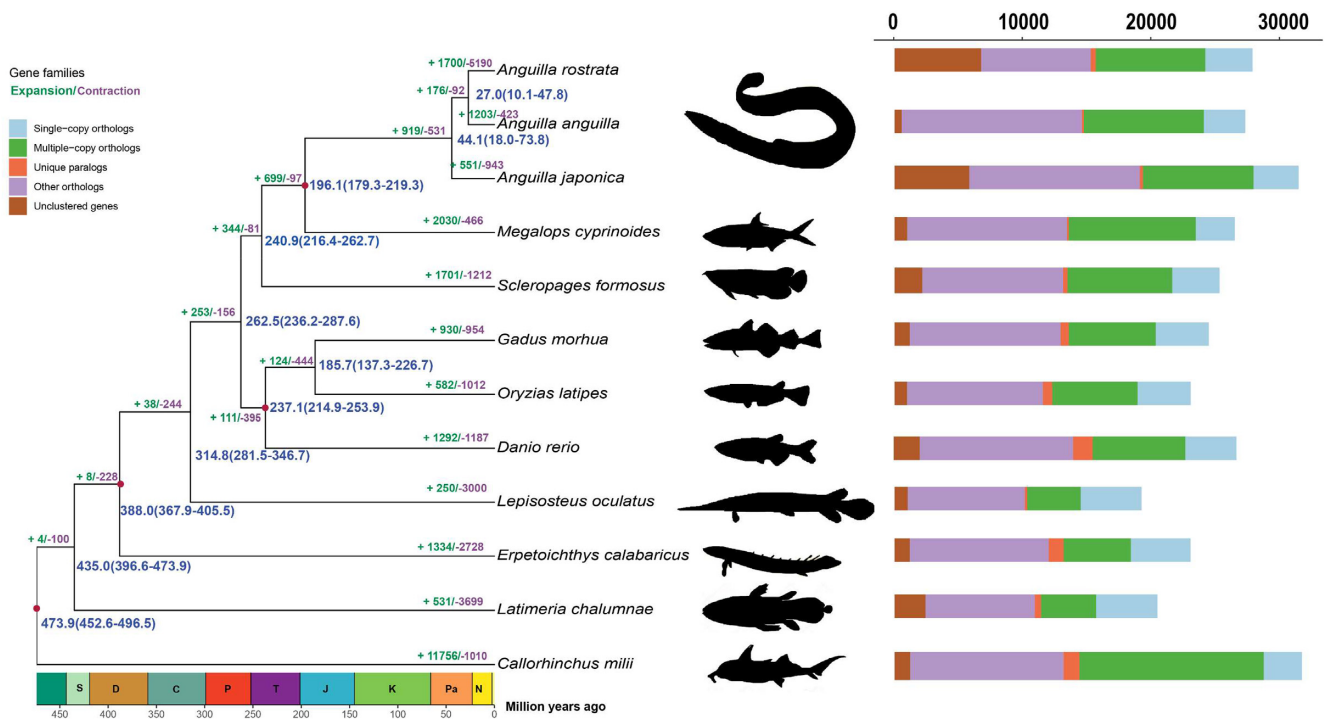 0 10000 20000 30000
Gene families
Expansion/Contraction
Single-copy orthologs
Multiple-copy orthologs
Unique paralogs
Other orthologs
Unclustered genes
+ 1700/-5190
Anguilla rostrata
+ 176/-92
27.0(10.1-47.8)
+ 1203/-423
Anguilla anguilla
+ 919/-531
44.1(18.0-73.8)
+ 551/-943
Anguilla japonica
+ 699/-97
196.1(179.3-219.3)
+ 2030/-466
Megalops cyprinoides
+ 344/-81
240.9(216.4-262.7)
+ 1701/-1212
Scleropages formosus
+ 253/-156
262.5(236.2-287.6)
+ 930/-954
Gadus morhua
+ 124/-444
185.7(137.3-226.7)
+ 582/-1012
Oryzias latipes
+ 38/-244
237.1(214.9-253.9)
+ 111/-395
+ 1292/-1187
Danio rerio
314.8(281.5-346.7)
+ 8/-228
+ 250/-3000
Lepisosteus oculatus
388.0(367.9-405.5)
+ 4/-100
+ 1334/-2728
Erpetoichthys calabaricus
435.0(396.6-473.9)
+ 531/-3699
Latimeria chalumnae
473.9(452.6-496.5)
+ 11756/-1010
Callorhinchus milii
S D C P T J K Pa N
450 400 350 300 250 200 150 100 50 0
Million years ago